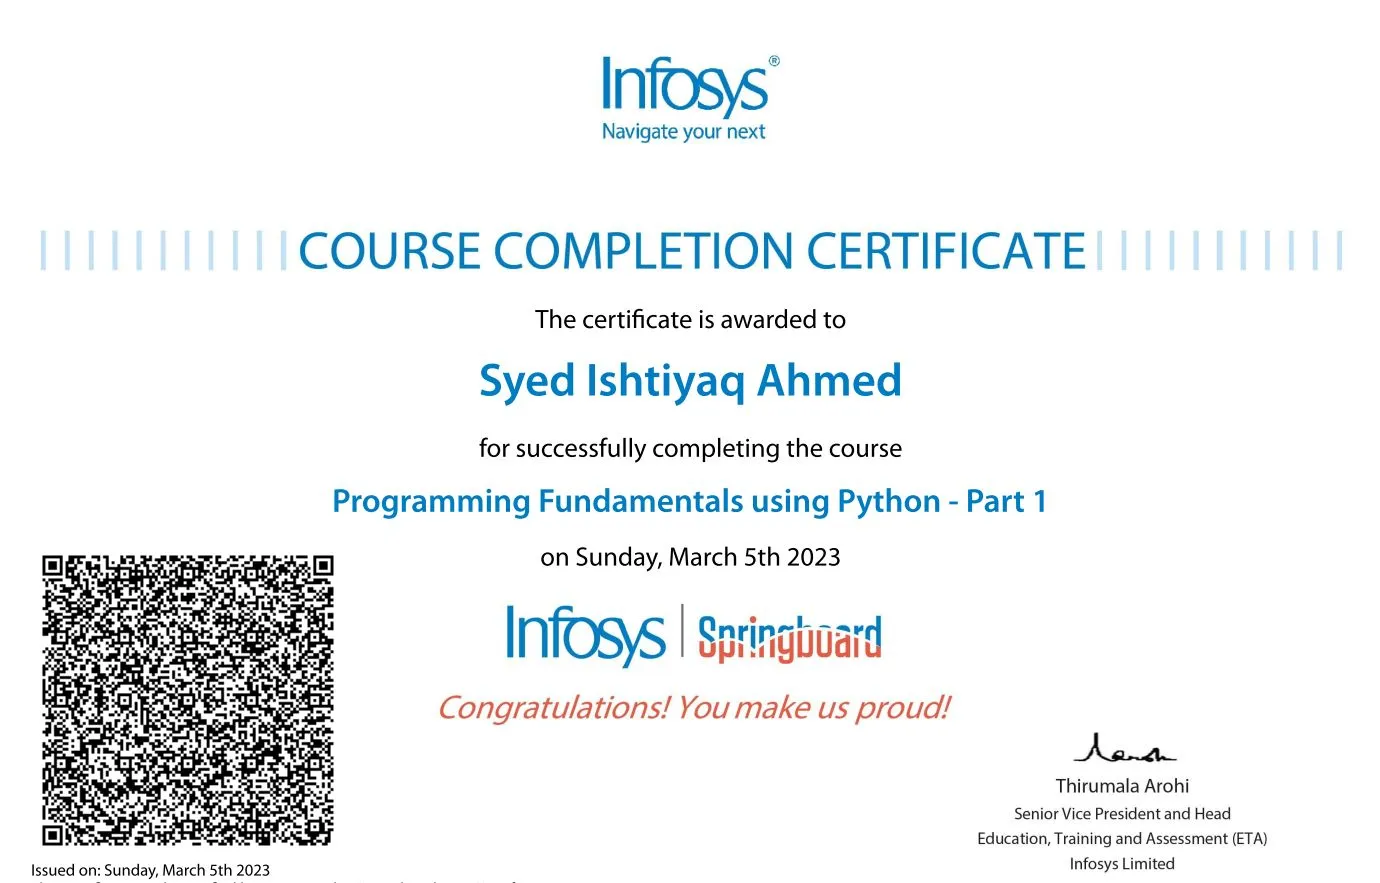 Infosys®
Navigate your next
COURSE COMPLETION CERTIFICATE
The certificate is awarded to
Syed Ishtiyaq Ahmed
for successfully completing the course
Programming Fundamentals using Python - Part 1
on Sunday, March 5th 2023
Infosys | Springboard
Congratulations! You make us proud!
Thirumala Arohi
Senior Vice President and Head
Education, Training and Assessment (ETA)
Infosys Limited
Issued on: Sunday, March 5th 2023